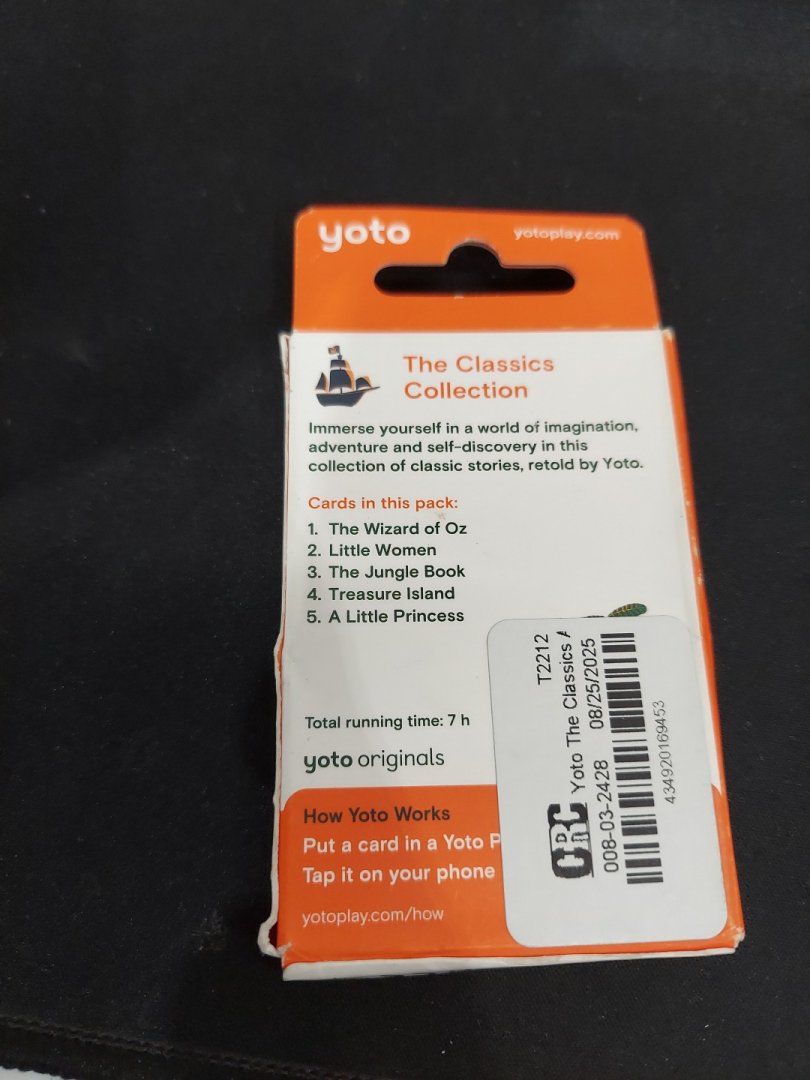 yoto
yotoplay.com
The Classics
Collection
Immerse yourself in a world of imagination,
adventure and self-discovery in this
collection of classic stories, retold by Yoto.
Cards in this pack:
1. The Wizard of Oz
2. Little Women
3. The Jungle Book
4. Treasure Island
5. A Little Princess
Total running time: 7 h
yoto originals
How Yoto Works
Put a card in a Yoto P
Tap it on your phone
yotoplay.com/how
T2212
CRC Yoto The Classics
008-03-2428 08/25/2025
434920169453